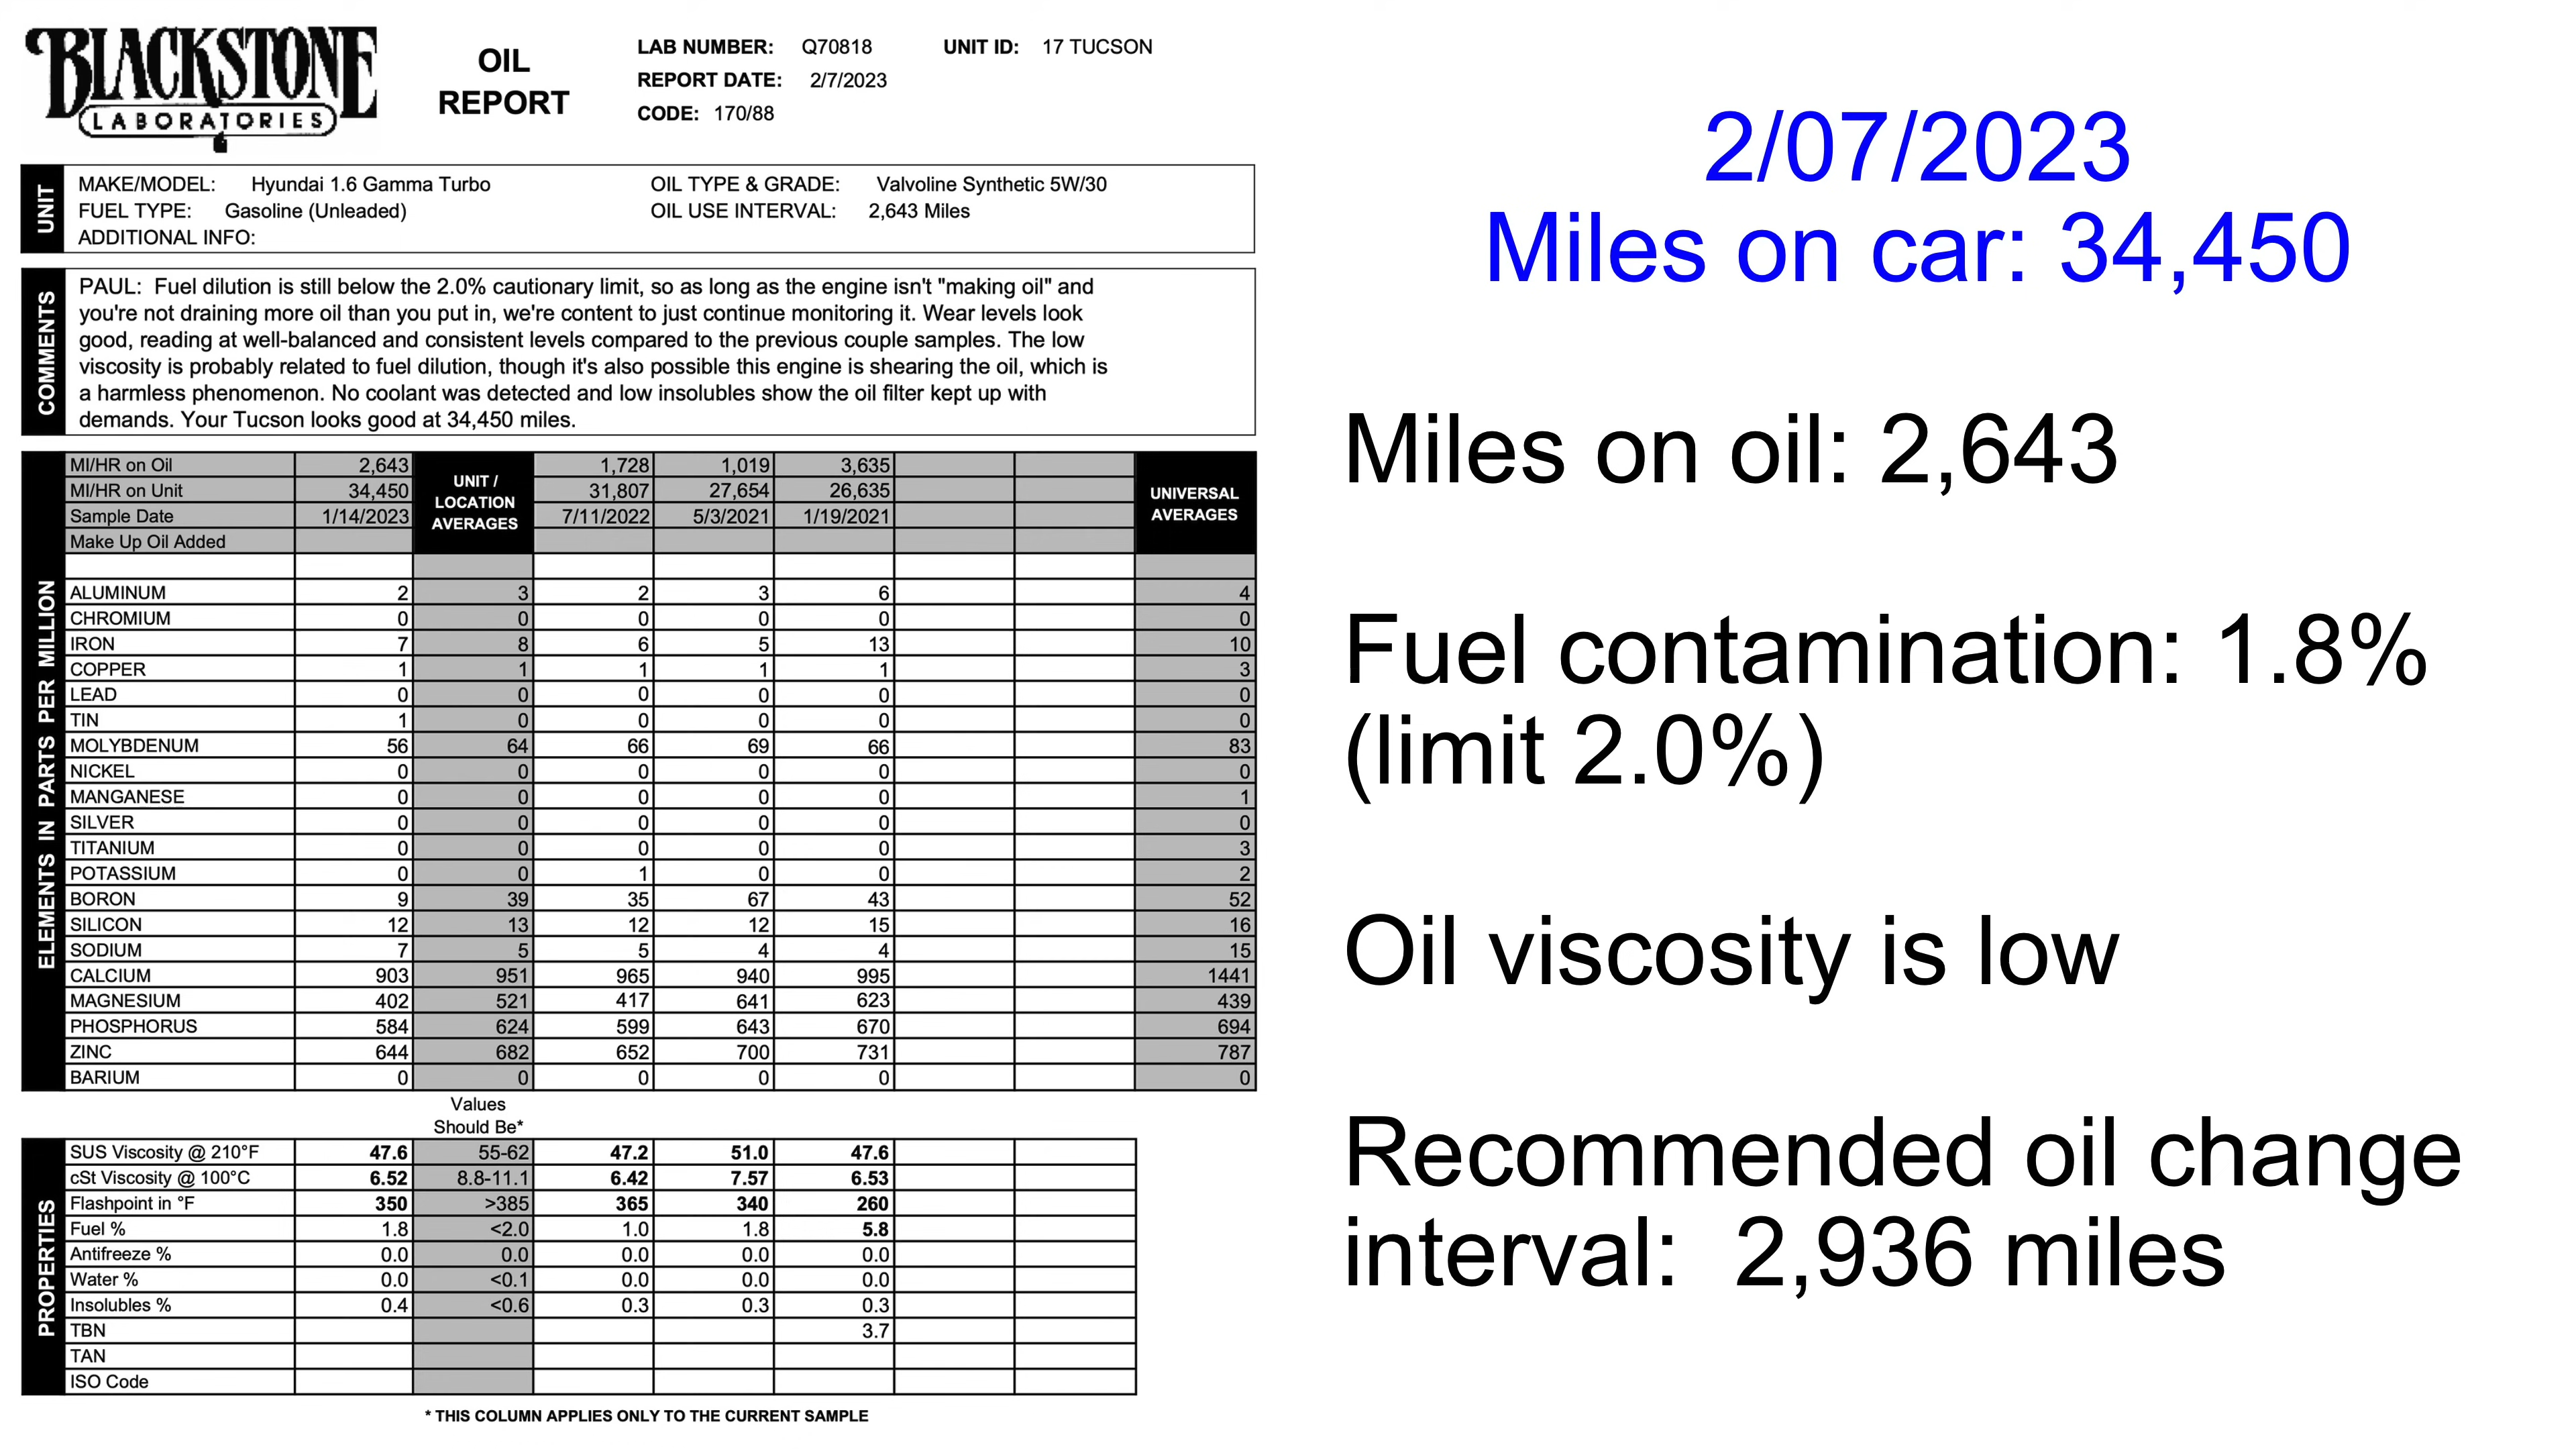 BLACKSTONE
LABORATORIES
OIL
REPORT
LAB NUMBER: Q70818 UNIT ID: 17 TUCSON
REPORT DATE: 2/7/2023
CODE: 170/88
UNIT
MAKE/MODEL: Hyundai 1.6 Gamma Turbo OIL TYPE & GRADE: Valvoline Synthetic 5W/30
FUEL TYPE: Gasoline (Unleaded) OIL USE INTERVAL: 2,643 Miles
ADDITIONAL INFO:
COMMENTS
PAUL: Fuel dilution is still below the 2.0% cautionary limit, so as long as the engine isn't "making oil" and
you're not draining more oil than you put in, we're content to just continue monitoring it. Wear levels look
good, reading at well-balanced and consistent levels compared to the previous couple samples. The low
viscosity is probably related to fuel dilution, though it's also possible this engine is shearing the oil, which is
a harmless phenomenon. No coolant was detected and low insolubles show the oil filter kept up with
demands. Your Tucson looks good at 34,450 miles.
ELEMENTS IN PARTS PER MILLION
MI/HR on Oil 2,643 1,728 1,019 3,635
MI/HR on Unit 34,450 31,807 27,654 26,635
Sample Date 1/14/2023 7/11/2022 5/3/2021 1/19/2021
Make Up Oil Added
UNIT /
LOCATION
AVERAGES
UNIVERSAL
AVERAGES
ALUMINUM 2 3 2 3 6 4
CHROMIUM 0 0 0 0 0 0
IRON 7 8 6 5 13 10
COPPER 1 1 1 1 1 3
LEAD 0 0 0 0 0 0
TIN 1 0 0 0 0 0
MOLYBDENUM 56 64 66 69 66 83
NICKEL 0 0 0 0 0 0
MANGANESE 0 0 0 0 0 1
SILVER 0 0 0 0 0 0
TITANIUM 0 0 0 0 0 3
POTASSIUM 0 0 1 0 0 2
BORON 9 39 35 67 43 52
SILICON 12 13 12 12 15 16
SODIUM 7 5 5 4 4 15
CALCIUM 903 951 965 940 995 1441
MAGNESIUM 402 521 417 641 623 439
PHOSPHORUS 584 624 599 643 670 694
ZINC 644 682 652 700 731 787
BARIUM 0 0 0 0 0 0
Values
Should Be*
PROPERTIES
SUS Viscosity @ 210°F 47.6 55-62 47.2 51.0 47.6
cSt Viscosity @ 100°C 6.52 8.8-11.1 6.42 7.57 6.53
Flashpoint in °F 350 >385 365 340 260
Fuel % 1.8 <2.0 1.0 1.8 5.8
Antifreeze % 0.0 0.0 0.0 0.0 0.0
Water % 0.0 <0.1 0.0 0.0 0.0
Insolubles % 0.4 <0.6 0.3 0.3 0.3
TBN 3.7
TAN
ISO Code
* THIS COLUMN APPLIES ONLY TO THE CURRENT SAMPLE
2/07/2023
Miles on car: 34,450
Miles on oil: 2,643
Fuel contamination: 1.8%
(limit 2.0%)
Oil viscosity is low
Recommended oil change
interval: 2,936 miles